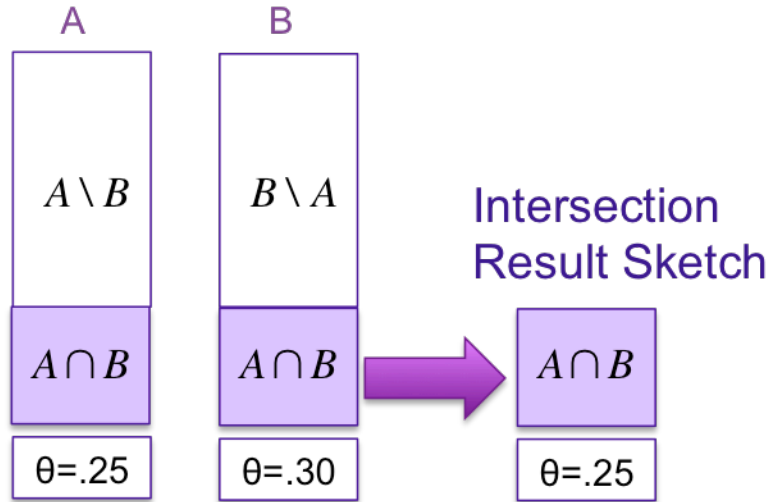 A
B
A \ B
B \ A
Intersection
Result Sketch
A ∩ B
A ∩ B
A ∩ B
θ=.25
θ=.30
θ=.25